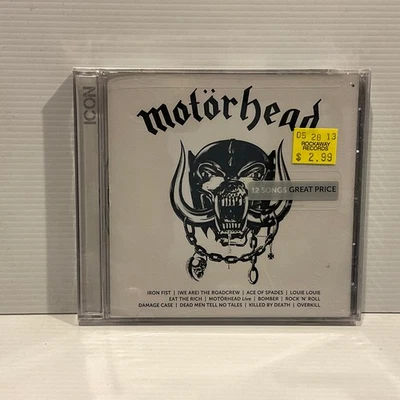 ICON
motörhead
05 28 13
ROCKAWAY
RECORDS
$ 2.99
12 SONGS GREAT PRICE
IRON FIST | (WE ARE) THE ROADCREW | ACE OF SPADES | LOUIE LOUIE
EAT THE RICH | MOTÖRHEAD Live | BOMBER | ROCK 'N' ROLL
DAMAGE CASE | DEAD MEN TELL NO TALES | KILLED BY DEATH | OVERKILL